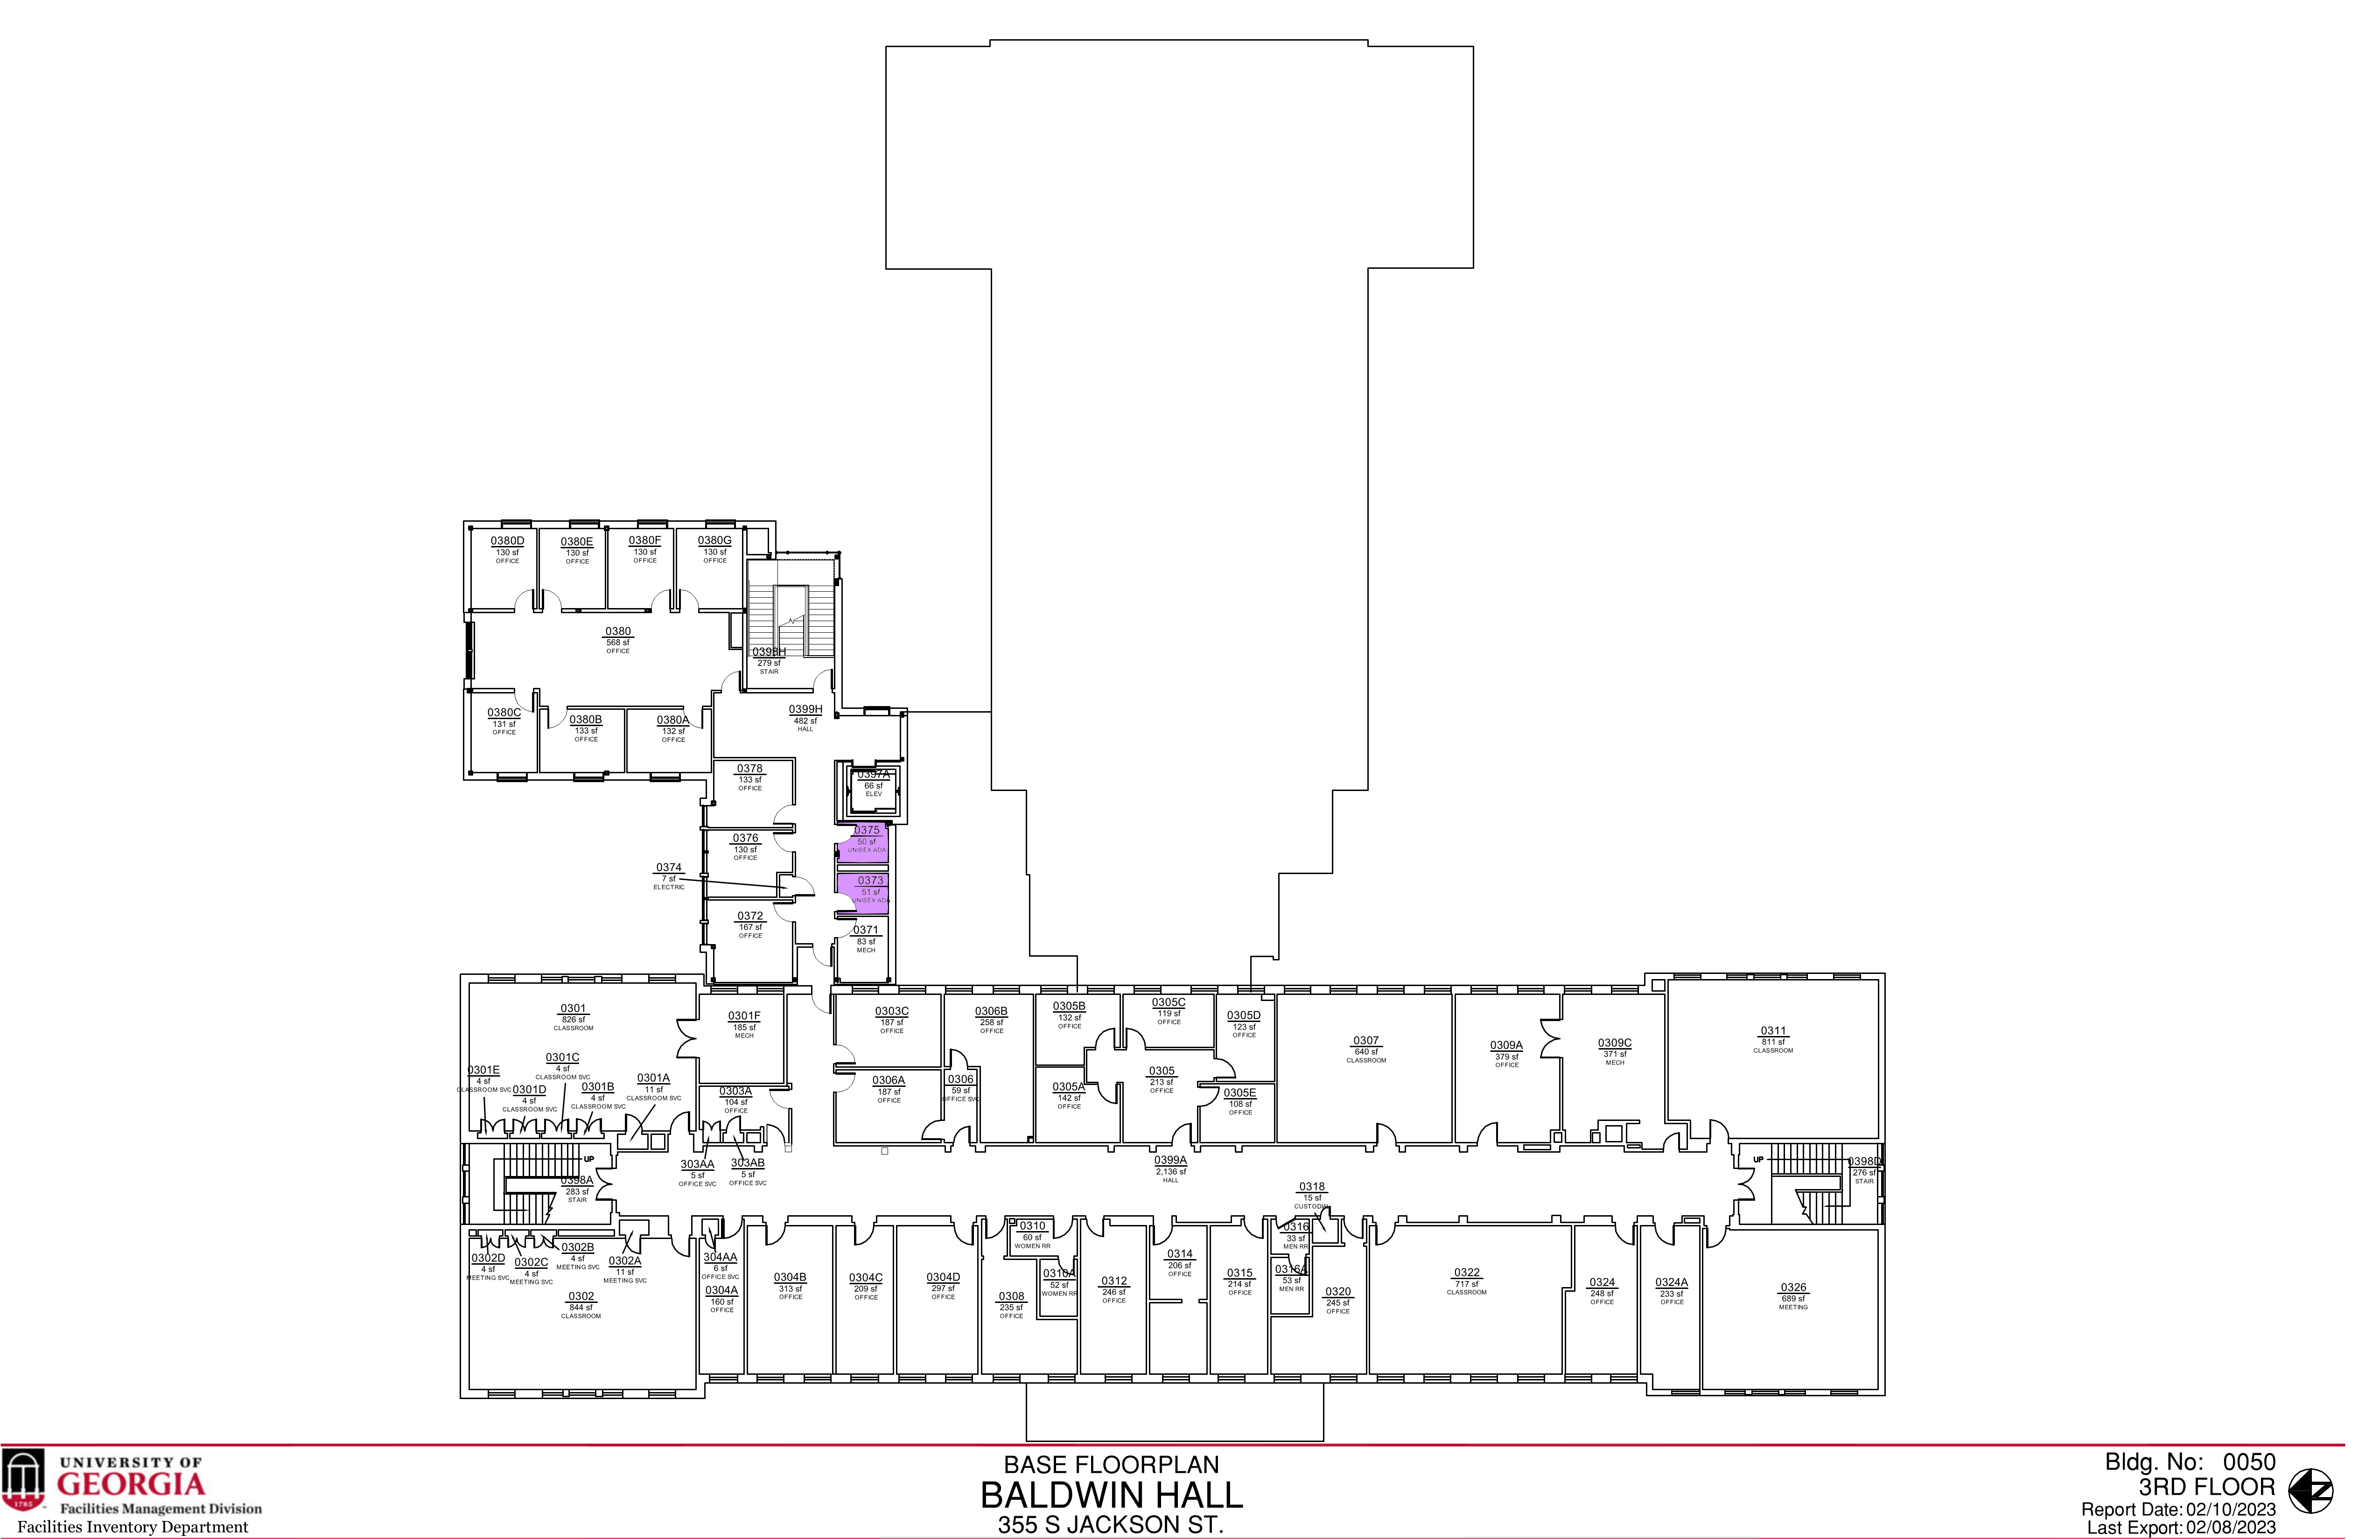 0380D
130 sf
OFFICE
0380E
130 sf
OFFICE
0380F
130 sf
OFFICE
0380G
130 sf
OFFICE
0380
568 sf
OFFICE
0398H
279 sf
STAIR
0380C
131 sf
OFFICE
0380B
133 sf
OFFICE
0380A
132 sf
OFFICE
0399H
482 sf
HALL
0378
133 sf
OFFICE
0397A
66 sf
ELEV
0376
130 sf
OFFICE
0375
50 sf
UNISEX ADA
0374
7 sf
ELECTRIC
0373
51 sf
UNISEX ADA
0372
167 sf
OFFICE
0371
83 sf
MECH
0301
826 sf
CLASSROOM
0301F
185 sf
MECH
0303C
187 sf
OFFICE
0306B
258 sf
OFFICE
0305B
132 sf
OFFICE
0305C
119 sf
OFFICE
0305D
123 sf
OFFICE
0307
640 sf
CLASSROOM
0309A
379 sf
OFFICE
0309C
371 sf
MECH
0311
811 sf
CLASSROOM
0301E
4 sf
CLASSROOM SVC
0301D
4 sf
CLASSROOM SVC
0301C
4 sf
CLASSROOM SVC
0301B
4 sf
CLASSROOM SVC
0301A
11 sf
CLASSROOM SVC
0303A
104 sf
OFFICE
0306A
187 sf
OFFICE
0306
59 sf
OFFICE SVC
0305A
142 sf
OFFICE
0305
213 sf
OFFICE
0305E
108 sf
OFFICE
UP
0398A
283 sf
STAIR
303AA
5 sf
OFFICE SVC
303AB
5 sf
OFFICE SVC
0399A
2,136 sf
HALL
UP
0398D
276 sf
STAIR
0318
15 sf
CUSTODIN
0302D
4 sf
MEETING SVC
0302C
4 sf
MEETING SVC
0302B
4 sf
MEETING SVC
0302A
11 sf
MEETING SVC
0302
844 sf
CLASSROOM
304AA
6 sf
OFFICE SVC
0304A
160 sf
OFFICE
0304B
313 sf
OFFICE
0304C
209 sf
OFFICE
0304D
297 sf
OFFICE
0308
235 sf
OFFICE
0310
60 sf
WOMEN RR
0310A
52 sf
WOMEN RR
0312
246 sf
OFFICE
0314
206 sf
OFFICE
0315
214 sf
OFFICE
0316
33 sf
MEN RR
0316A
53 sf
MEN RR
0320
245 sf
OFFICE
0322
717 sf
CLASSROOM
0324
248 sf
OFFICE
0324A
233 sf
OFFICE
0326
689 sf
MEETING
1785
UNIVERSITY OF
GEORGIA
Facilities Management Division
Facilities Inventory Department
BASE FLOORPLAN
BALDWIN HALL
355 S JACKSON ST.
Bldg. No: 0050
3RD FLOOR
Report Date: 02/10/2023
Last Export: 02/08/2023
N